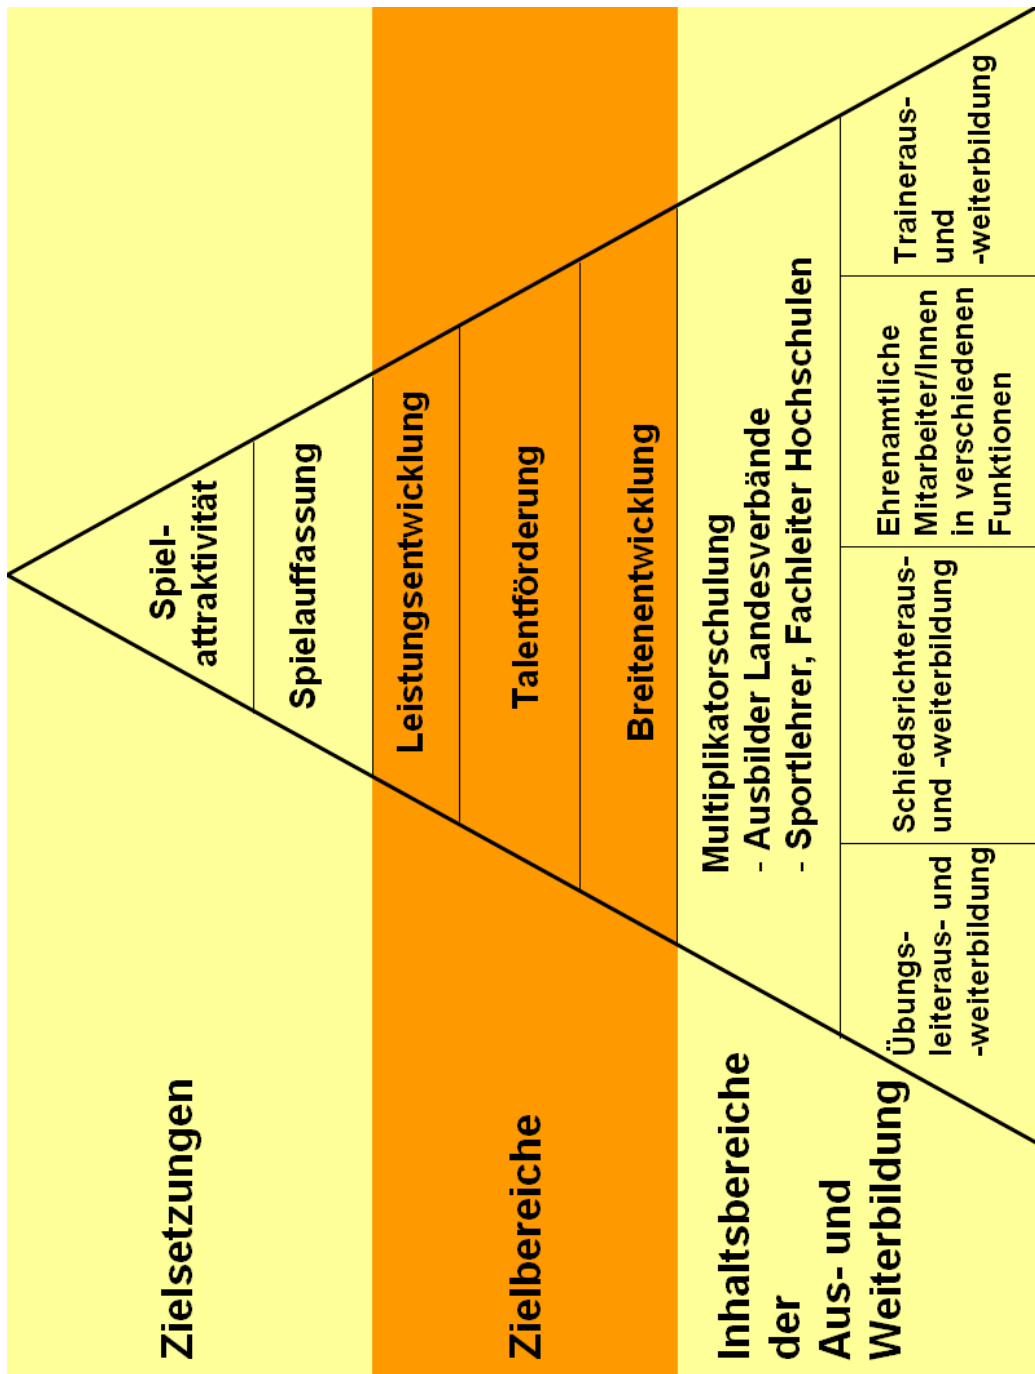 Zielsetzungen
Spiel-
attraktivität
Spielauffassung
Zielbereiche
Leistungsentwicklung
Talentförderung
Breitenentwicklung
Inhaltsbereiche
der
Aus- und
Weiterbildung
Multiplikatorschulung
- Ausbilder Landesverbände
- Sportlehrer, Fachleiter Hochschulen
Übungs-
leiteraus- und
-weiterbildung
Schiedsrichteraus-
und -weiterbildung
Ehrenamtliche
Mitarbeiter/Innen
in verschiedenen
Funktionen
Traineraus-
und
-weiterbildung